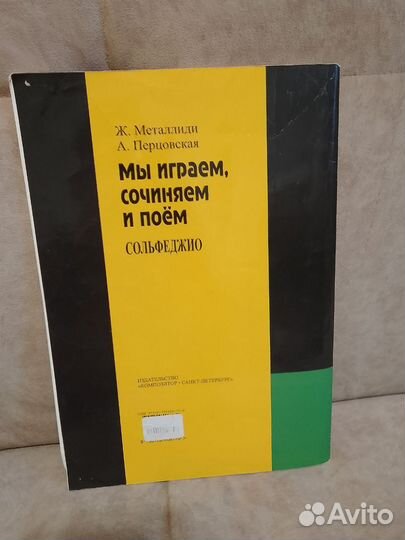 Ж. Металлиди
А. Перцовская
Мы играем,
сочиняем
и поём
СОЛЬФЕДЖИО
ИЗДАТЕЛЬСТВО
«КОМПОЗИТОР • САНКТ-ПЕТЕРБУРГ»
Avito